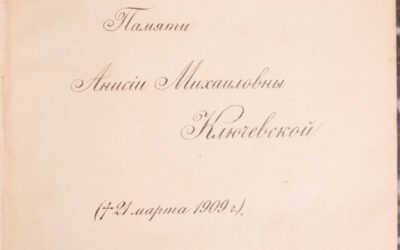 Памяти
Анисіи Михаиловны
Ключевской
(†21 марта 1909 г.).